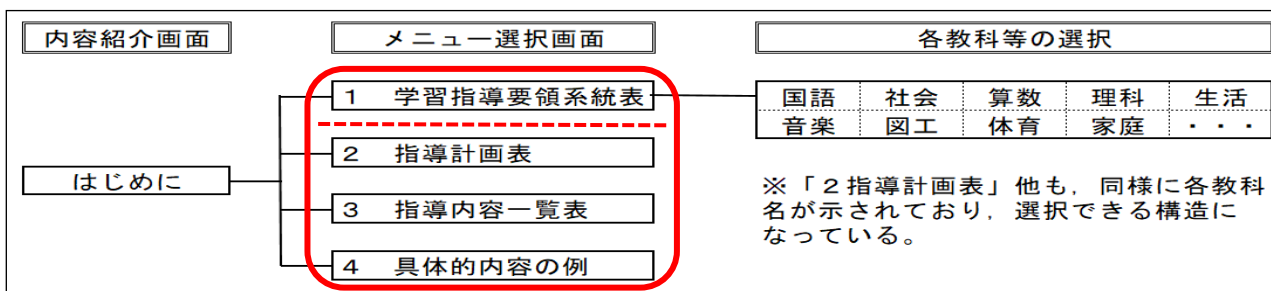 内容紹介画面
メニュー選択画面
各教科等の選択
はじめに
1 学習指導要領系統表
2 指導計画表
3 指導内容一覧表
4 具体的内容の例
国語 社会 算数 理科 生活
音楽 図工 体育 家庭 ・・・
※「2指導計画表」他も，同様に各教科
名が示されており，選択できる構造に
なっている。